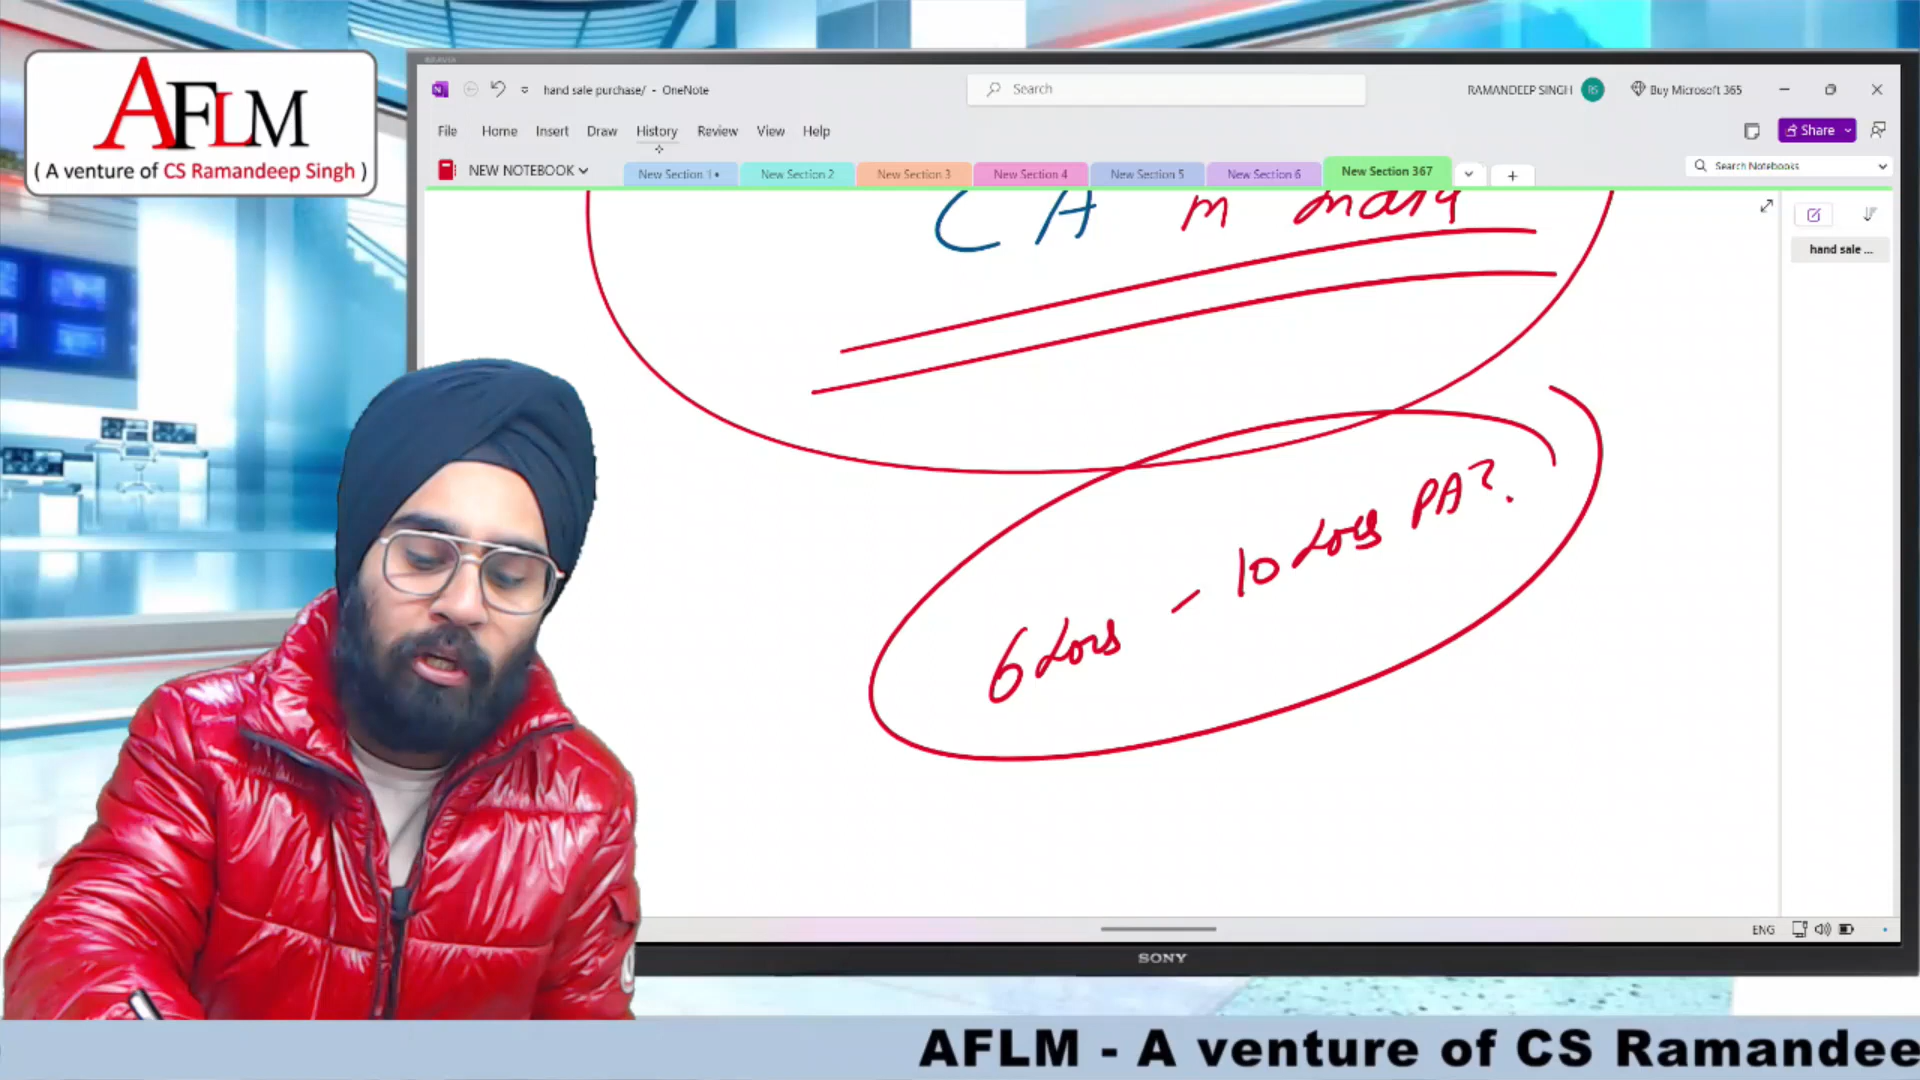 AFLM
( A venture of CS Ramandeep Singh )
hand sale purchase/ - OneNote
Search
RAMANDEEP SINGH
RS
Buy Microsoft 365
File Home Insert Draw History Review View Help
Share
NEW NOTEBOOK
New Section 1
New Section 2
New Section 3
New Section 4
New Section 5
New Section 6
New Section 367
Search Notebooks
hand sale ...
CA m
6 - 10 PA?
ENG
SONY
AFLM - A venture of CS Ramandee